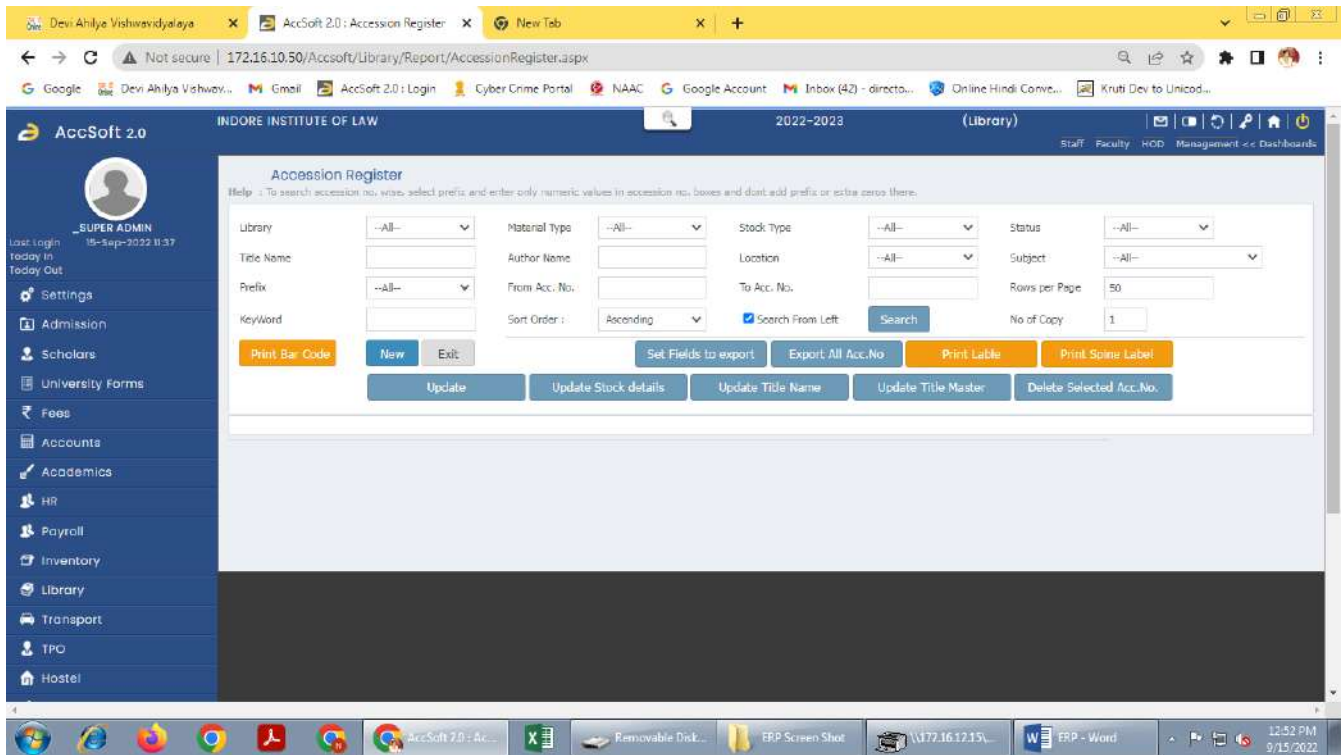 Devi Ahilya Vishwavidyalaya AccSoft 2.0 : Accession Register New Tab
Not secure 172.16.10.50/Accsoft/Library/Report/AccessionRegister.aspx
Google Devi Ahilya Vishwav... Gmail AccSoft 2.0 : Login Cyber Crime Portal NAAC Google Account Inbox (42) - directo... Online Hindi Conve... Kruti Dev to Unicod...
AccSoft 2.0 INDORE INSTITUTE OF LAW 2022-2023 (Library)
Staff Faculty HOD Management << Dashboards
Accession Register
Help : To search accession no. wise, select prefix and enter only numeric values in accession no. boxes and dont add prefix or extra zeros there.
_SUPER ADMIN
Last Login 15-Sep-2022 11:37
Today In
Today Out
Library --All-- Material Type --All-- Stock Type --All-- Status --All--
Title Name Author Name Location --All-- Subject --All--
Prefix --All-- From Acc. No. To Acc. No. Rows per Page 50
KeyWord Sort Order : Ascending Search From Left Search No of Copy 1
Print Bar Code New Exit Set Fields to export Export All Acc.No Print Lable Print Spine Label
Update Update Stock details Update Title Name Update Title Master Delete Selected Acc.No.
Settings
Admission
Scholars
University Forms
Fees
Accounts
Academics
HR
Payroll
Inventory
Library
Transport
TPO
Hostel
AccSoft 2.0 : Ac... Removable Disk... ERP Screen Shot \\177.16.12.15\... ERP - Word 12:52 PM
9/15/2022